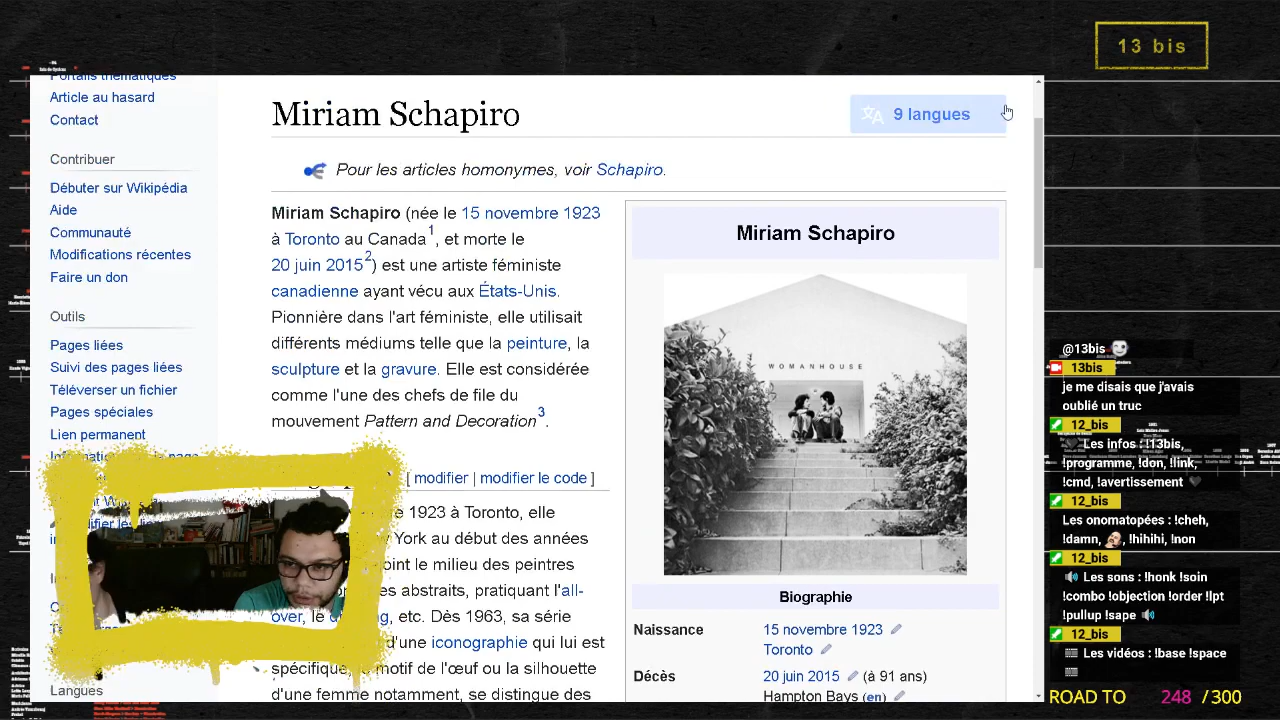 13 bis
Portails thématiques
Article au hasard
Contact
Contribuer
Débuter sur Wikipédia
Aide
Communauté
Modifications récentes
Faire un don
Outils
Pages liées
Suivi des pages liées
Téléverser un fichier
Pages spéciales
Lien permanent
Langues
Miriam Schapiro
9 langues
Pour les articles homonymes, voir Schapiro.
Miriam Schapiro (née le 15 novembre 1923
à Toronto au Canada1, et morte le
20 juin 20152) est une artiste féministe
canadienne ayant vécu aux États-Unis.
Pionnière dans l'art féministe, elle utilisait
différents médiums telle que la peinture, la
sculpture et la gravure. Elle est considérée
comme l'une des chefs de file du
mouvement Pattern and Decoration3.
[ modifier | modifier le code ]
1923 à Toronto, elle
York au début des années
oint le milieu des peintres
es abstraits, pratiquant l'all-
over, le etc. Dès 1963, sa série
d'une iconographie qui lui est
spécifique, motif de l'œuf ou la silhouette
d'une femme notamment, se distingue des
Miriam Schapiro
WOMANHOUSE
Biographie
Naissance
15 novembre 1923
Toronto
Décès
20 juin 2015 (à 91 ans)
Hampton Bays (en)
@13bis
13bis
je me disais que j'avais
oublié un truc
12_bis
Les infos : !13bis,
!programme, !don, !link,
!cmd, !avertissement
12_bis
Les onomatopées : !cheh,
!damn, !hihihi, !non
12_bis
Les sons : !honk !soin
!combo !objection !order !lpt
!pullup !sape
12_bis
Les vidéos : !base !space
ROAD TO 248 / 300